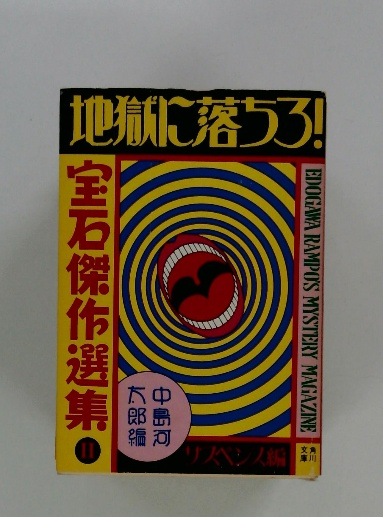 地獄に落ちろ!
宝石傑作選集
II
EDOGAWA RAMPO'S MYSTERY MAGAZINE
中島河
太郎編
サスペンス編
角川
文庫